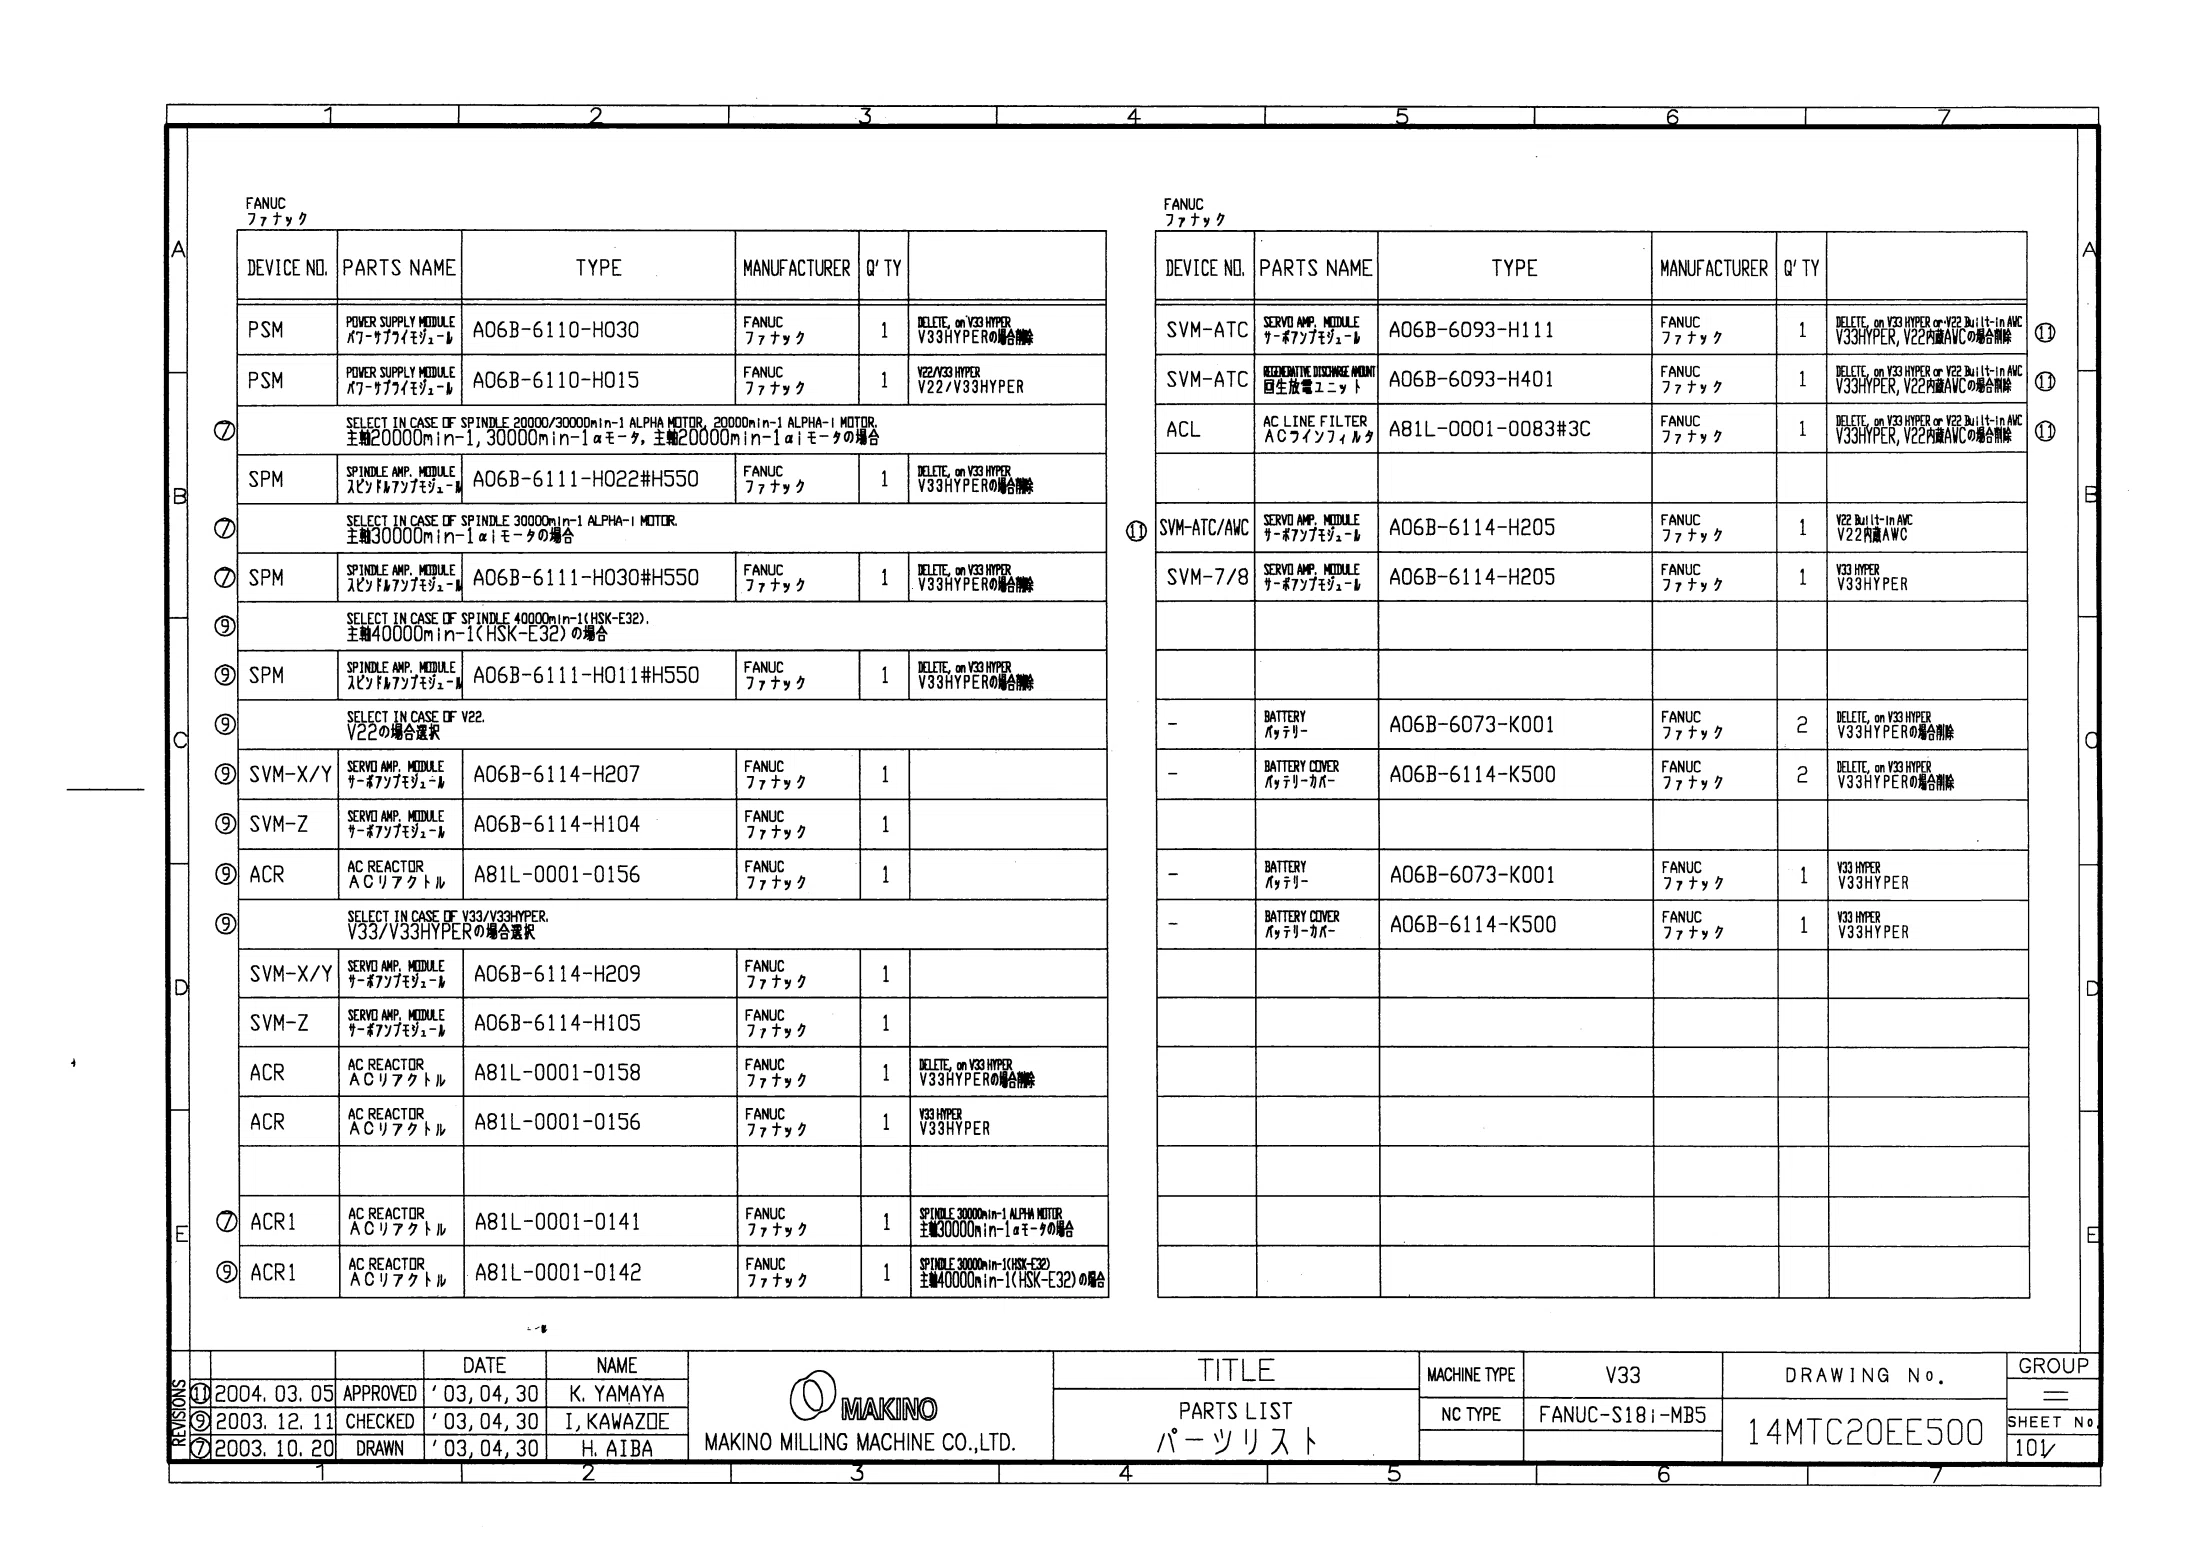 1 2 3 4 5 6 7
A
B
C
D
E
FANUC
ファナック
DEVICE NO. PARTS NAME TYPE MANUFACTURER Q'TY
PSM POWER SUPPLY MODULE A06B-6110-H030 FANUC 1 DELETE, on V33 HYPER
パワーサプライモジュール ファナック V33HYPERの場合削除
PSM POWER SUPPLY MODULE A06B-6110-H015 FANUC 1 V22/V33 HYPER
パワーサプライモジュール ファナック V22/V33HYPER
⑦ SELECT IN CASE OF SPINDLE 20000/30000min-1 ALPHA MOTOR, 20000min-1 ALPHA-i MOTOR.
主軸20000min-1, 30000min-1αモータ, 主軸20000min-1αiモータの場合
SPM SPINDLE AMP. MODULE A06B-6111-H022#H550 FANUC 1 DELETE, on V33 HYPER
スピンドルアンプモジュール ファナック V33HYPERの場合削除
⑦ SELECT IN CASE OF SPINDLE 30000min-1 ALPHA-i MOTOR.
主軸30000min-1αiモータの場合
⑦ SPM SPINDLE AMP. MODULE A06B-6111-H030#H550 FANUC 1 DELETE, on V33 HYPER
スピンドルアンプモジュール ファナック V33HYPERの場合削除
⑨ SELECT IN CASE OF SPINDLE 40000min-1(HSK-E32).
主軸40000min-1(HSK-E32)の場合
⑨ SPM SPINDLE AMP. MODULE A06B-6111-H011#H550 FANUC 1 DELETE, on V33 HYPER
スピンドルアンプモジュール ファナック V33HYPERの場合削除
⑨ SELECT IN CASE OF V22.
V22の場合選択
⑨ SVM-X/Y SERVO AMP. MODULE A06B-6114-H207 FANUC 1
サーボアンプモジュール ファナック
⑨ SVM-Z SERVO AMP. MODULE A06B-6114-H104 FANUC 1
サーボアンプモジュール ファナック
⑨ ACR AC REACTOR A81L-0001-0156 FANUC 1
ACリアクトル ファナック
⑨ SELECT IN CASE OF V33/V33HYPER.
V33/V33HYPERの場合選択
SVM-X/Y SERVO AMP. MODULE A06B-6114-H209 FANUC 1
サーボアンプモジュール ファナック
SVM-Z SERVO AMP. MODULE A06B-6114-H105 FANUC 1
サーボアンプモジュール ファナック
ACR AC REACTOR A81L-0001-0158 FANUC 1 DELETE, on V33 HYPER
ACリアクトル ファナック V33HYPERの場合削除
ACR AC REACTOR A81L-0001-0156 FANUC 1 V33 HYPER
ACリアクトル ファナック V33HYPER
⑦ ACR1 AC REACTOR A81L-0001-0141 FANUC 1 SPINDLE 30000min-1 ALPHA MOTOR
ACリアクトル ファナック 主軸30000min-1αモータの場合
⑨ ACR1 AC REACTOR A81L-0001-0142 FANUC 1 SPINDLE 30000min-1(HSK-E32)
ACリアクトル ファナック 主軸40000min-1(HSK-E32)の場合
FANUC
ファナック
DEVICE NO. PARTS NAME TYPE MANUFACTURER Q'TY
SVM-ATC SERVO AMP. MODULE A06B-6093-H111 FANUC 1 DELETE, on V33 HYPER or V22 Built-in AWC ⑪
サーボアンプモジュール ファナック V33HYPER, V22内蔵AWCの場合削除
SVM-ATC REGENERATIVE DISCHARGE AMOUNT A06B-6093-H401 FANUC 1 DELETE, on V33 HYPER or V22 Built-in AWC ⑪
回生放電ユニット ファナック V33HYPER, V22内蔵AWCの場合削除
ACL AC LINE FILTER A81L-0001-0083#3C FANUC 1 DELETE, on V33 HYPER or V22 Built-in AWC ⑪
ACラインフィルタ ファナック V33HYPER, V22内蔵AWCの場合削除
⑪ SVM-ATC/AWC SERVO AMP. MODULE A06B-6114-H205 FANUC 1 V22 Built-in AWC
サーボアンプモジュール ファナック V22内蔵AWC
SVM-7/8 SERVO AMP. MODULE A06B-6114-H205 FANUC 1 V33 HYPER
サーボアンプモジュール ファナック V33HYPER
- BATTERY A06B-6073-K001 FANUC 2 DELETE, on V33 HYPER
バッテリー ファナック V33HYPERの場合削除
- BATTERY COVER A06B-6114-K500 FANUC 2 DELETE, on V33 HYPER
バッテリーカバー ファナック V33HYPERの場合削除
- BATTERY A06B-6073-K001 FANUC 1 V33 HYPER
バッテリー ファナック V33HYPER
- BATTERY COVER A06B-6114-K500 FANUC 1 V33 HYPER
バッテリーカバー ファナック V33HYPER
A
B
C
D
E
REVISIONS
DATE NAME
⑪ 2004. 03. 05 APPROVED '03,04,30 K. YAMAYA
⑨ 2003. 12. 11 CHECKED '03,04,30 I,KAWAZOE
⑦ 2003. 10. 20 DRAWN '03,04,30 H. AIBA
MAKINO
MAKINO MILLING MACHINE CO.,LTD.
TITLE
PARTS LIST
パーツリスト
MACHINE TYPE V33
NC TYPE FANUC-S18i-MB5
DRAWING No.
14MTC20EE500
GROUP
=
SHEET No.
101/
1 2 3 4 5 6 7